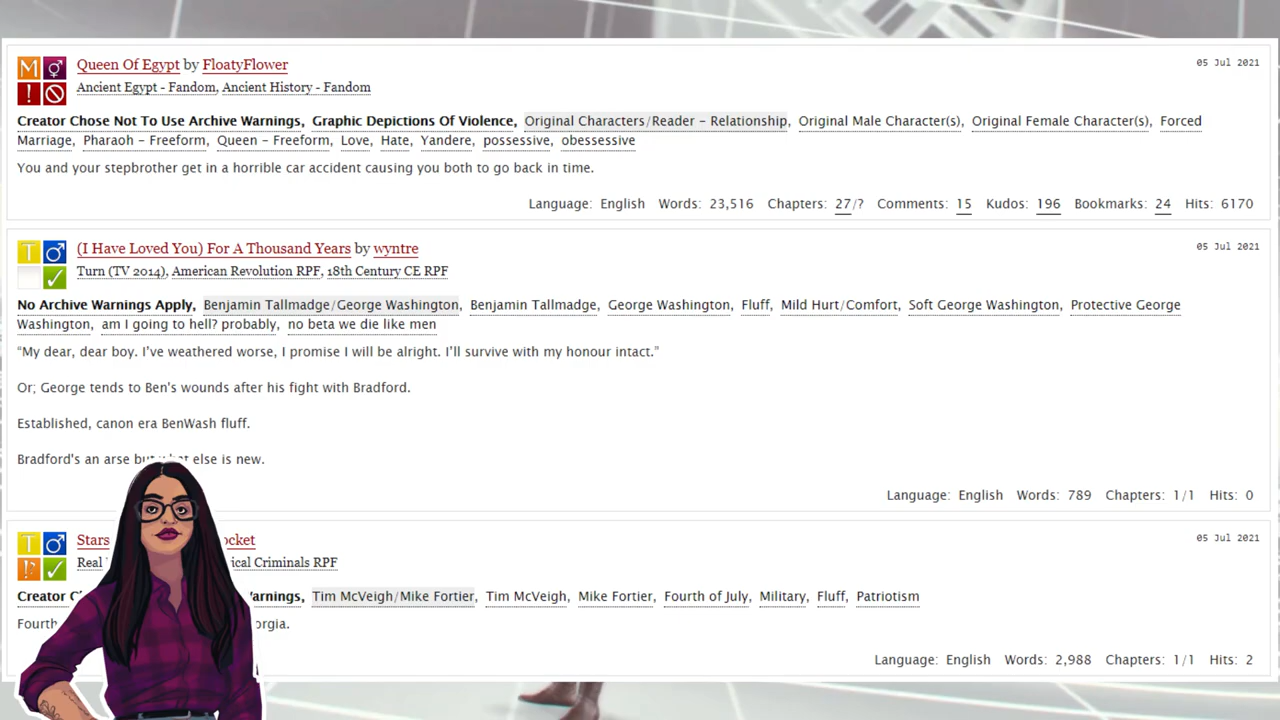 Queen Of Egypt by FloatyFlower
05 Jul 2021
Ancient Egypt - Fandom, Ancient History - Fandom
Creator Chose Not To Use Archive Warnings, Graphic Depictions Of Violence, Original Characters/Reader - Relationship, Original Male Character(s), Original Female Character(s), Forced
Marriage, Pharaoh - Freeform, Queen - Freeform, Love, Hate, Yandere, possessive, obessessive
You and your stepbrother get in a horrible car accident causing you both to go back in time.
Language: English Words: 23,516 Chapters: 27/? Comments: 15 Kudos: 196 Bookmarks: 24 Hits: 6170
(I Have Loved You) For A Thousand Years by wyntre
05 Jul 2021
Turn (TV 2014), American Revolution RPF, 18th Century CE RPF
No Archive Warnings Apply, Benjamin Tallmadge/George Washington, Benjamin Tallmadge, George Washington, Fluff, Mild Hurt/Comfort, Soft George Washington, Protective George
Washington, am I going to hell? probably, no beta we die like men
“My dear, dear boy. I’ve weathered worse, I promise I will be alright. I’ll survive with my honour intact.”
Or; George tends to Ben's wounds after his fight with Bradford.
Established, canon era BenWash fluff.
Bradford's an arse but what else is new.
Language: English Words: 789 Chapters: 1/1 Hits: 0
Stars
05 Jul 2021
Real RPF
Creator Warnings, Tim McVeigh/Mike Fortier, Tim McVeigh, Mike Fortier, Fourth of July, Military, Fluff, Patriotism
Fourth
Language: English Words: 2,988 Chapters: 1/1 Hits: 2